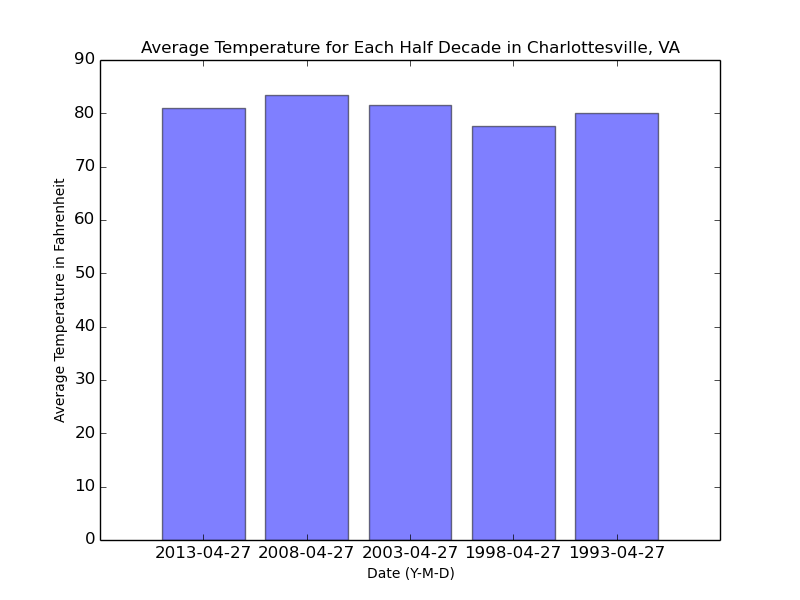 Average Temperature for Each Half Decade in Charlottesville, VA
90
80
70
60
50
40
30
20
10
0
Average Temperature in Fahrenheit
2013-04-27 2008-04-27 2003-04-27 1998-04-27 1993-04-27
Date (Y-M-D)